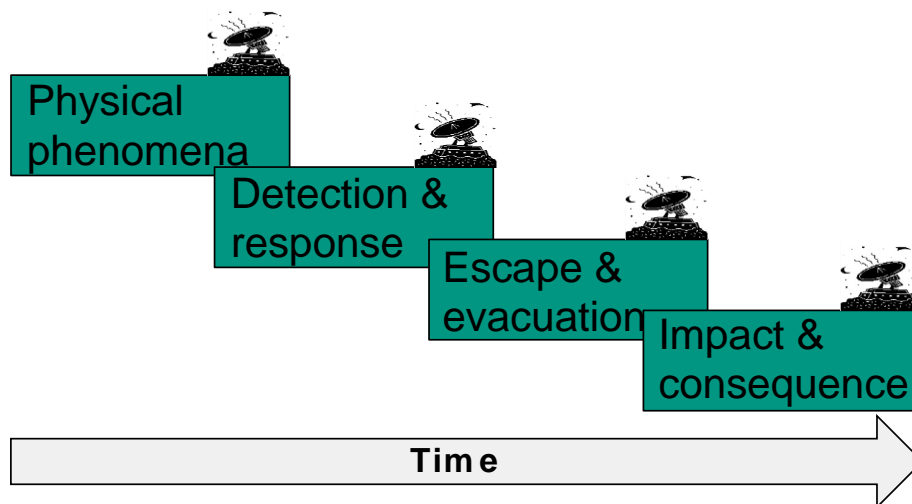 Physical
phenomena
Detection &
response
Escape &
evacuation
Impact &
consequence
Time